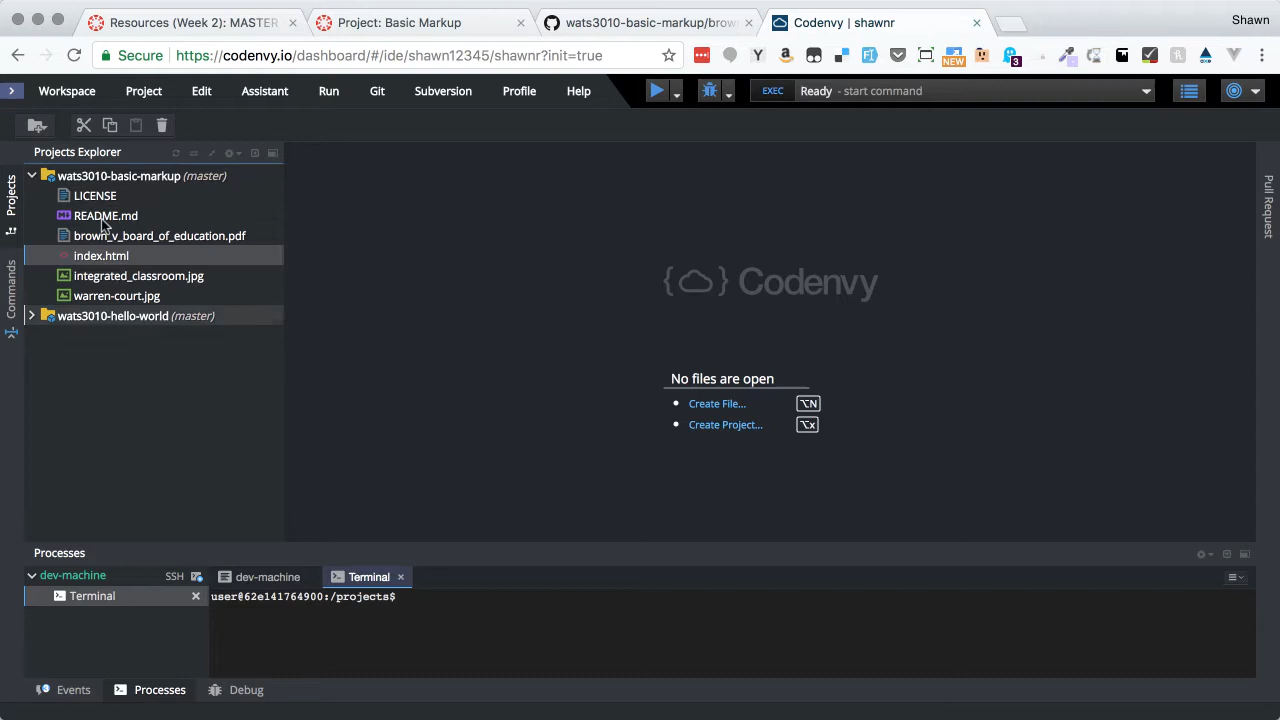 Resources (Week 2): MASTER
Project: Basic Markup
wats3010-basic-markup/brow
Codenvy | shawnr
Shawn
Secure
https://codenvy.io/dashboard/#/ide/shawn12345/shawnr?init=true
NEW
3
Workspace
Project
Edit
Assistant
Run
Git
Subversion
Profile
Help
EXEC
Ready - start command
Projects Explorer
Projects
Commands
Pull Request
wats3010-basic-markup (master)
LICENSE
README.md
brown_v_board_of_education.pdf
index.html
integrated_classroom.jpg
warren-court.jpg
wats3010-hello-world (master)
{ } Codenvy
No files are open
Create File... ⌥N
Create Project... ⌥x
Processes
dev-machine
SSH
dev-machine
Terminal
Terminal
user@62e141764900:/projects$
Events
Processes
Debug